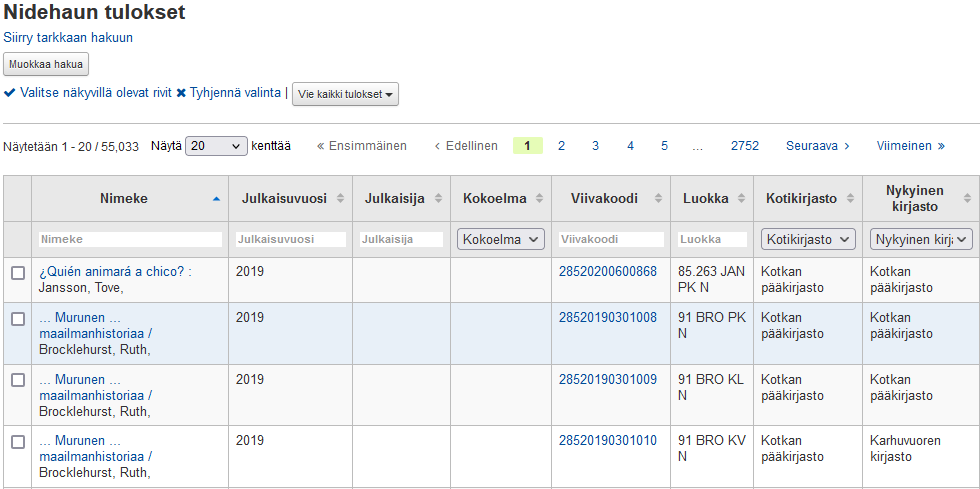 Nidehaun tulokset
Siirry tarkkaan hakuun
Muokkaa hakua
Valitse näkyvillä olevat rivit Tyhjennä valinta | Vie kaikki tulokset
Näytetään 1 - 20 / 55,033 Näytä 20 kenttää « Ensimmäinen ‹ Edellinen 1 2 3 4 5 ... 2752 Seuraava › Viimeinen »
Nimeke Julkaisuvuosi Julkaisija Kokoelma Viivakoodi Luokka Kotikirjasto Nykyinen
kirjasto
Nimeke Julkaisuvuosi Julkaisija Kokoelma Viivakoodi Luokka Kotikirjasto Nykyinen kirj
¿Quién animará a chico? : 2019 28520200600868 85.263 JAN Kotkan Kotkan
Jansson, Tove, PK N pääkirjasto pääkirjasto
... Murunen ... 2019 28520190301008 91 BRO PK Kotkan Kotkan
maailmanhistoriaa / N pääkirjasto pääkirjasto
Brocklehurst, Ruth,
... Murunen ... 2019 28520190301009 91 BRO KL Kotkan Kotkan
maailmanhistoriaa / N pääkirjasto pääkirjasto
Brocklehurst, Ruth,
... Murunen ... 2019 28520190301010 91 BRO KV Kotkan Karhuvuoren
maailmanhistoriaa / N pääkirjasto kirjasto
Brocklehurst, Ruth,